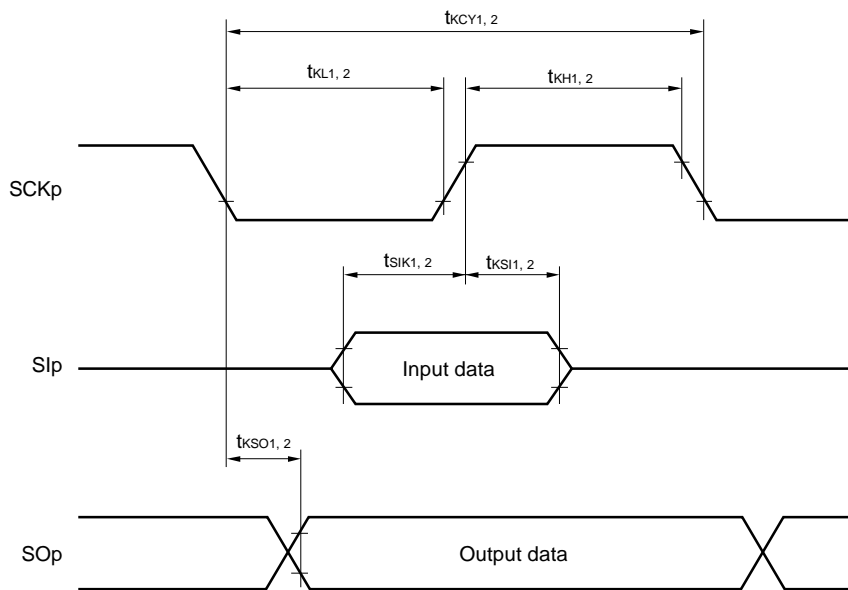 tKCY1, 2
tKL1, 2
tKH1, 2
SCKp
tSIK1, 2
tKSI1, 2
SIp
Input data
tKSO1, 2
SOp
Output data